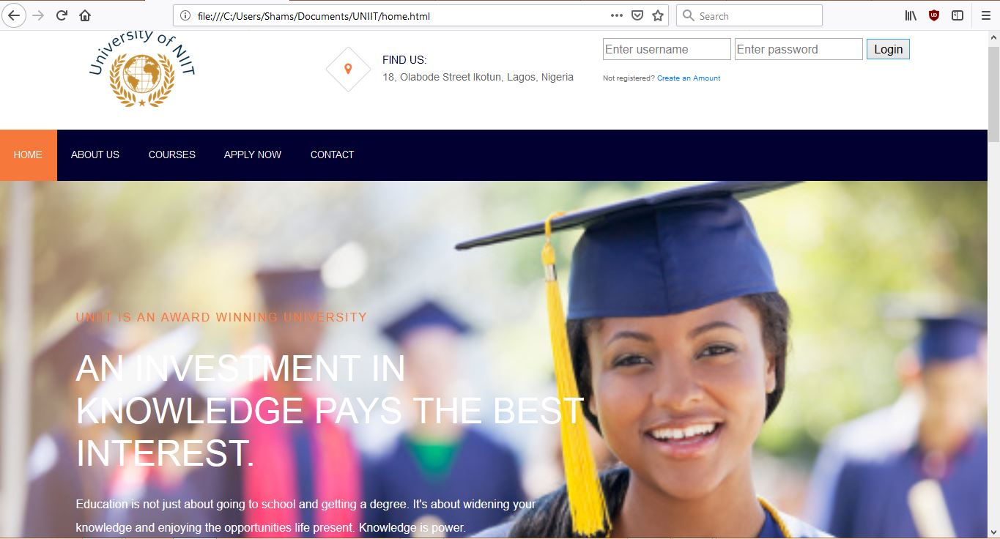 file:///C:/Users/Shams/Documents/UNIIT/home.html
Search
University of NIIT
FIND US:
18, Olabode Street Ikotun, Lagos, Nigeria
Enter username
Enter password
Login
Not registered? Create an Amount
HOME
ABOUT US
COURSES
APPLY NOW
CONTACT
UNIIT IS AN AWARD WINNING UNIVERSITY
AN INVESTMENT IN
KNOWLEDGE PAYS THE BEST
INTEREST.
Education is not just about going to school and getting a degree. It's about widening your
knowledge and enjoying the opportunities life present. Knowledge is power.